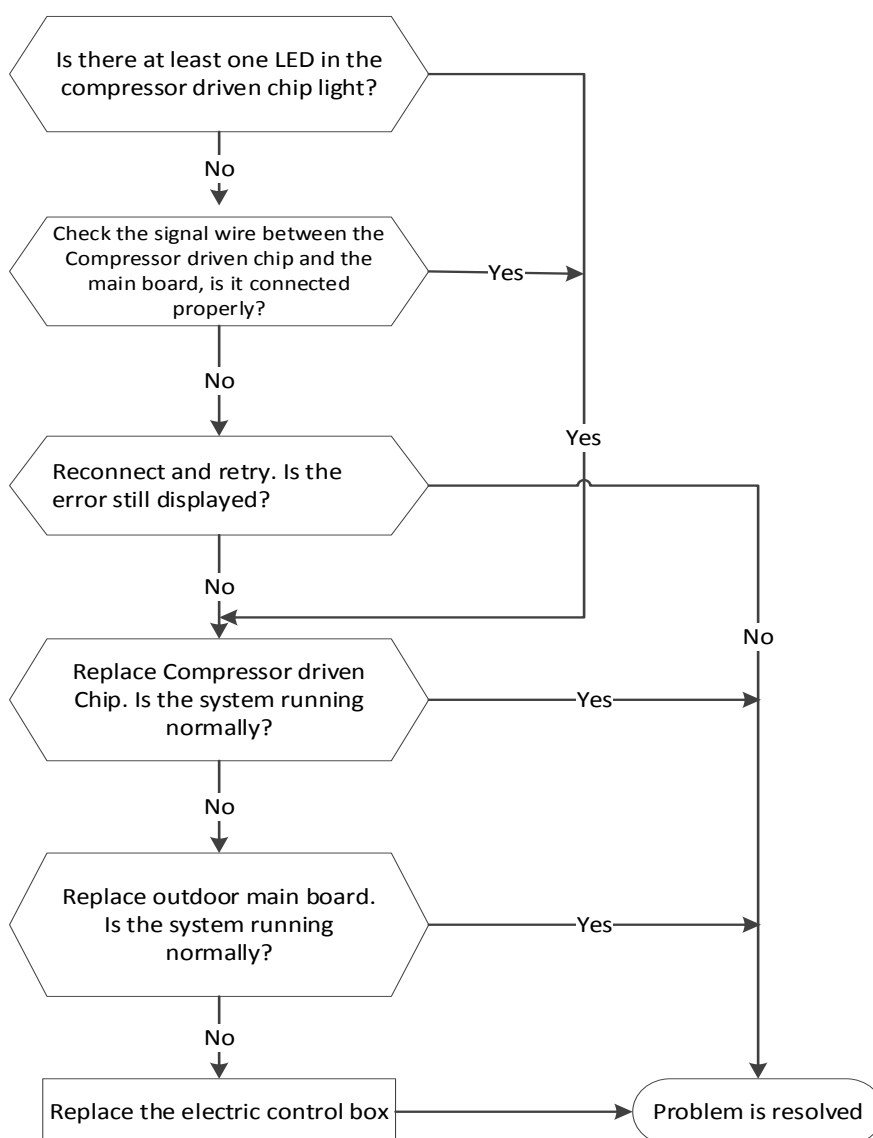 Is there at least one LED in the
compressor driven chip light?
No
Check the signal wire between the
Compressor driven chip and the
main board, is it connected
properly?
Yes
No
Yes
Reconnect and retry. Is the
error still displayed?
No
No
Replace Compressor driven
Chip. Is the system running
normally?
Yes
No
Replace outdoor main board.
Is the system running
normally?
Yes
No
Replace the electric control box
Problem is resolved